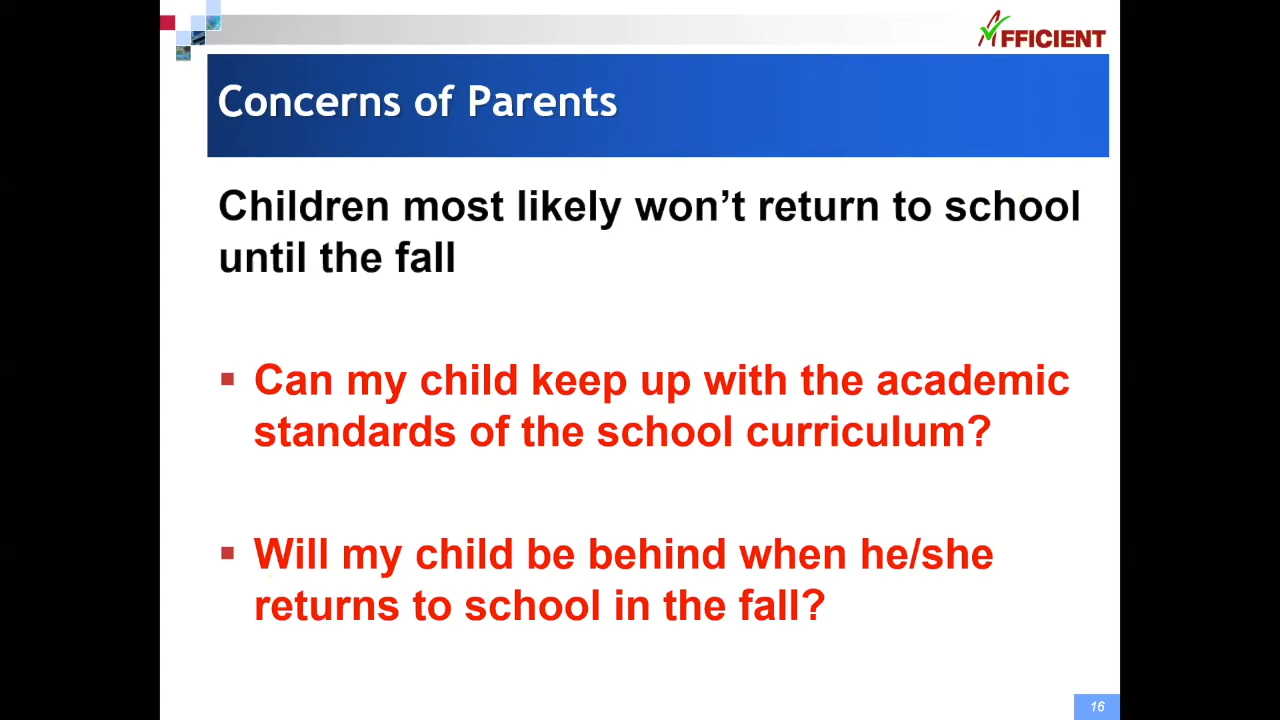 AFFICIENT
Concerns of Parents
Children most likely won’t return to school
until the fall
▪ Can my child keep up with the academic
standards of the school curriculum?
▪ Will my child be behind when he/she
returns to school in the fall?
16